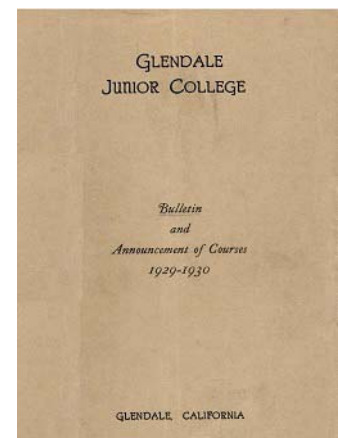 GLENDALE
JUNIOR COLLEGE
Bulletin
and
Announcement of Courses
1929-1930
GLENDALE, CALIFORNIA